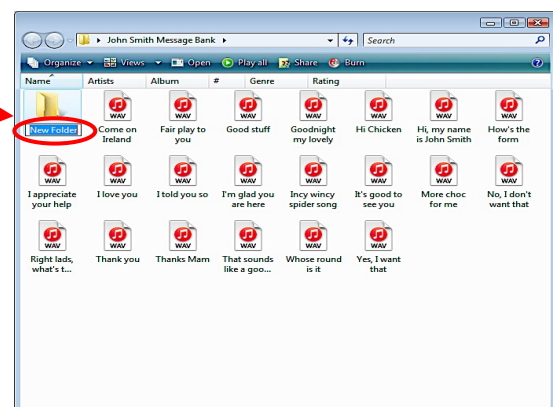 John Smith Message Bank
Search
Organize Views Open Play all Share Burn
Name Artists Album # Genre Rating
WAV WAV WAV WAV WAV WAV WAV
New Folder Come on Ireland Fair play to you Good stuff Goodnight my lovely Hi Chicken Hi, my name is John Smith How's the form
WAV WAV WAV WAV WAV WAV WAV WAV
I appreciate your help I love you I told you so I'm glad you are here Incy wincy spider song It's good to see you More choc for me No, I don't want that
WAV WAV WAV WAV WAV WAV
Right lads, what's t... Thank you Thanks Mam That sounds like a goo... Whose round is it Yes, I want that